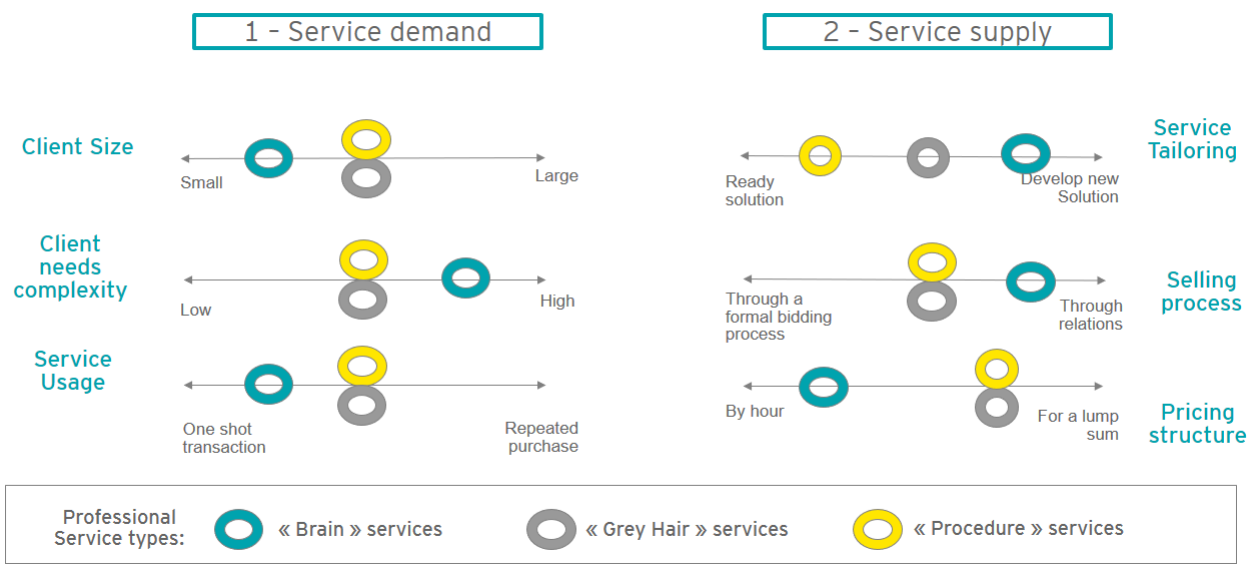 1 – Service demand
2 – Service supply
Client Size
Small
Large
Client
needs
complexity
Low
High
Service
Usage
One shot
transaction
Repeated
purchase
Service
Tailoring
Ready
solution
Develop new
Solution
Selling
process
Through a
formal bidding
process
Through
relations
By hour
For a lump
sum
Pricing
structure
Professional
Service types:
« Brain » services
« Grey Hair » services
« Procedure » services